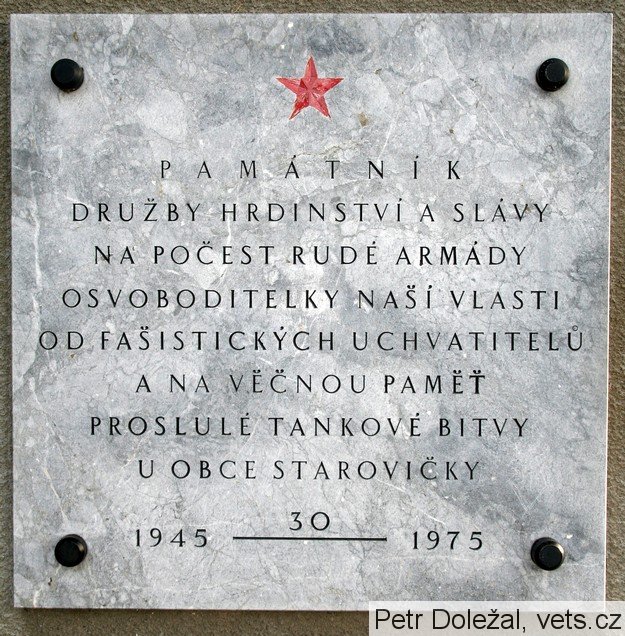 PAMÁTNÍK
DRUŽBY HRDINSTVÍ A SLÁVY
NA POČEST RUDÉ ARMÁDY
OSVOBODITELKY NAŠÍ VLASTI
OD FAŠISTICKÝCH UCHVATITELŮ
A NA VĚČNOU PAMĚŤ
PROSLULÉ TANKOVÉ BITVY
U OBCE STAROVIČKY
30
1945 1975
Petr Doležal, vets.cz